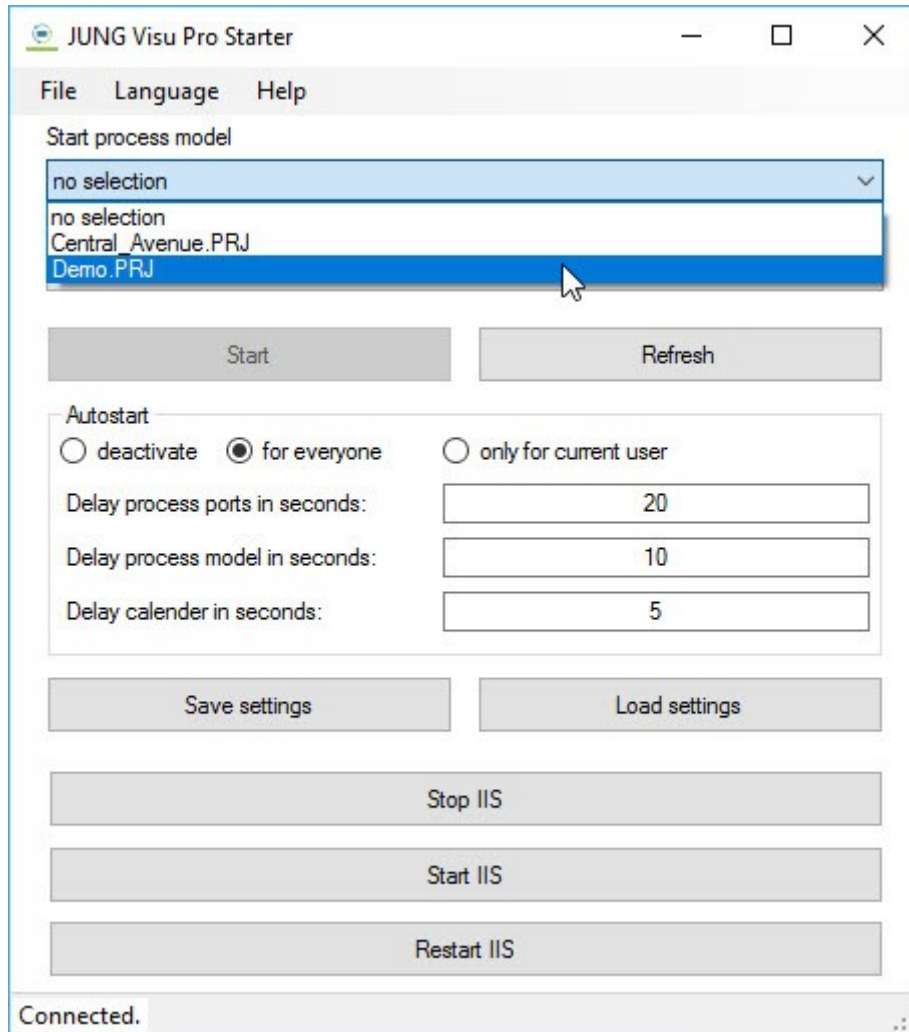 JUNG Visu Pro Starter
File Language Help
Start process model
no selection
no selection
Central_Avenue.PRJ
Demo.PRJ
Start Refresh
Autostart
deactivate for everyone only for current user
Delay process ports in seconds: 20
Delay process model in seconds: 10
Delay calender in seconds: 5
Save settings Load settings
Stop IIS
Start IIS
Restart IIS
Connected.